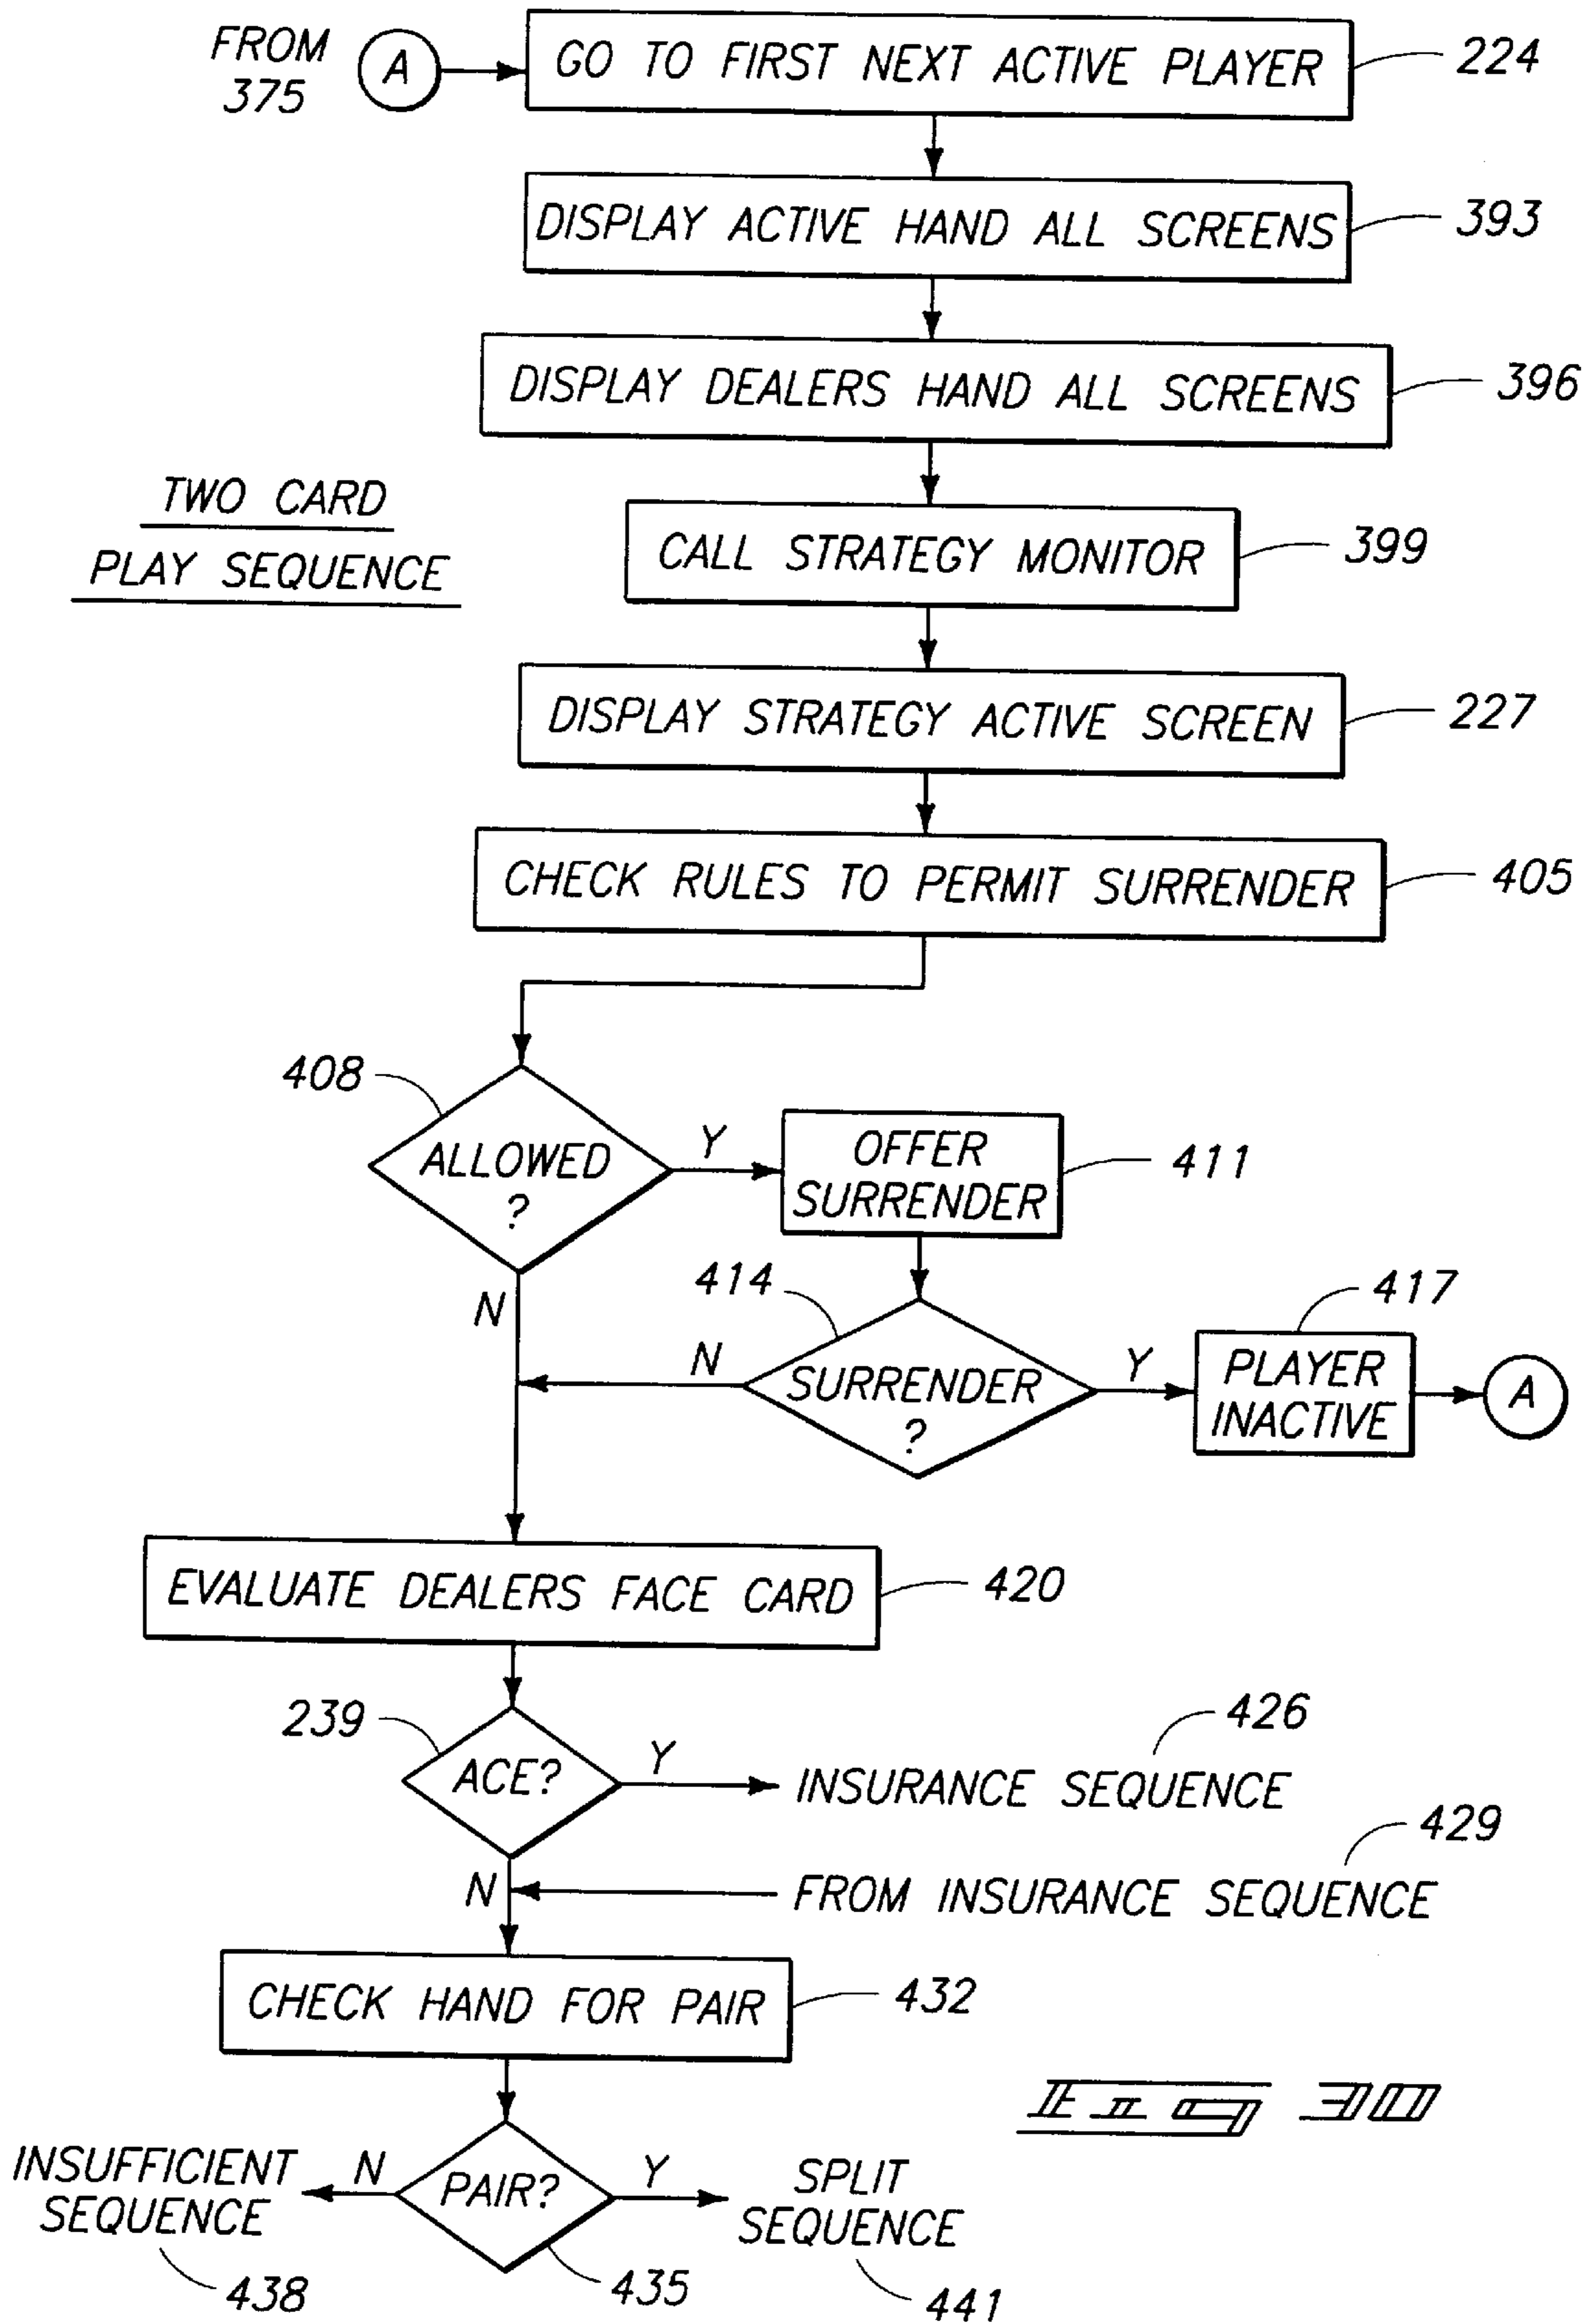 FROM
375
A
GO TO FIRST NEXT ACTIVE PLAYER
224
DISPLAY ACTIVE HAND ALL SCREENS
393
DISPLAY DEALERS HAND ALL SCREENS
396
TWO CARD
PLAY SEQUENCE
CALL STRATEGY MONITOR
399
DISPLAY STRATEGY ACTIVE SCREEN
227
CHECK RULES TO PERMIT SURRENDER
405
408
ALLOWED
?
Y
OFFER
SURRENDER
411
N
414
SURRENDER
?
N
Y
417
PLAYER
INACTIVE
A
EVALUATE DEALERS FACE CARD
420
239
ACE?
Y
INSURANCE SEQUENCE
426
N
FROM INSURANCE SEQUENCE
429
CHECK HAND FOR PAIR
432
PAIR?
435
N
INSUFFICIENT
SEQUENCE
438
Y
SPLIT
SEQUENCE
441
Fig 30